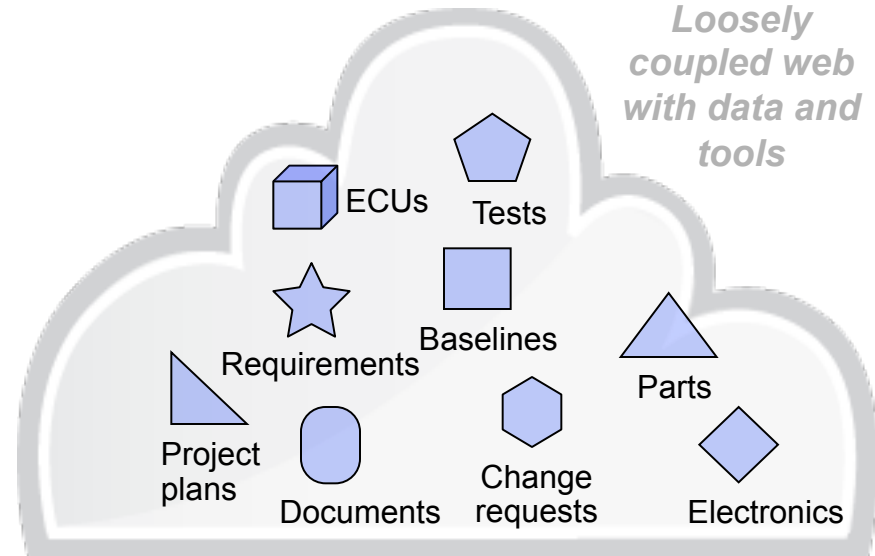 Loosely
coupled web
with data and
tools
ECUs
Tests
Requirements
Baselines
Parts
Project
plans
Documents
Change
requests
Electronics